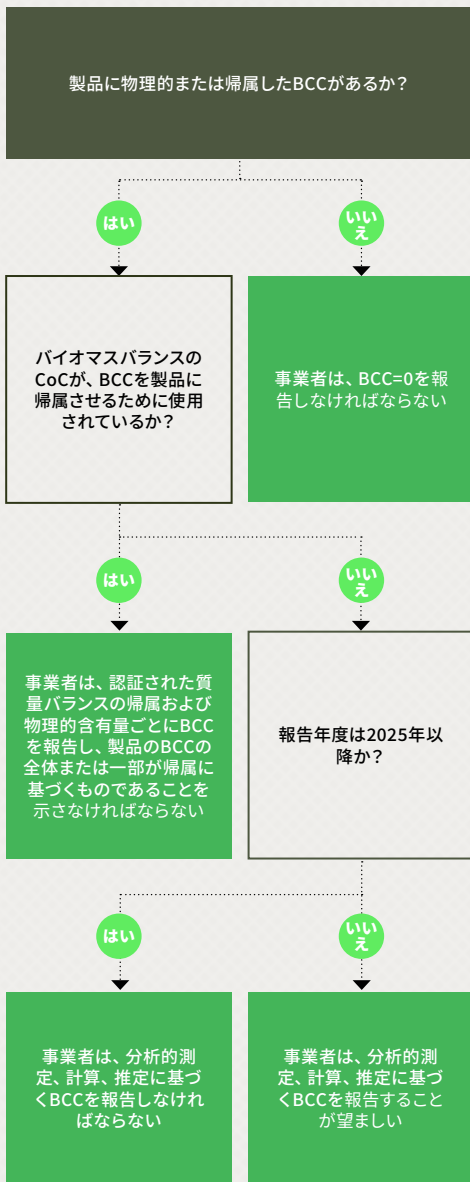 製品に物理的または帰属したBCCがあるか？
はい
いい
え
バイオマスバランスの
CoCが、BCCを製品に
帰属させるために使用
されているか？
事業者は、BCC=0を報
告しなければならない
はい
いい
え
事業者は、認証された質
量バランスの帰属および
物理的含有量ごとにBCC
を報告し、製品のBCCの
全体または一部が帰属に
基づくものであることを
示さなければならない
報告年度は2025年以
降か？
はい
いい
え
事業者は、分析的測
定、計算、推定に基づ
くBCCを報告しなけれ
ばならない
事業者は、分析的測
定、計算、推定に基づ
くBCCを報告すること
が望ましい